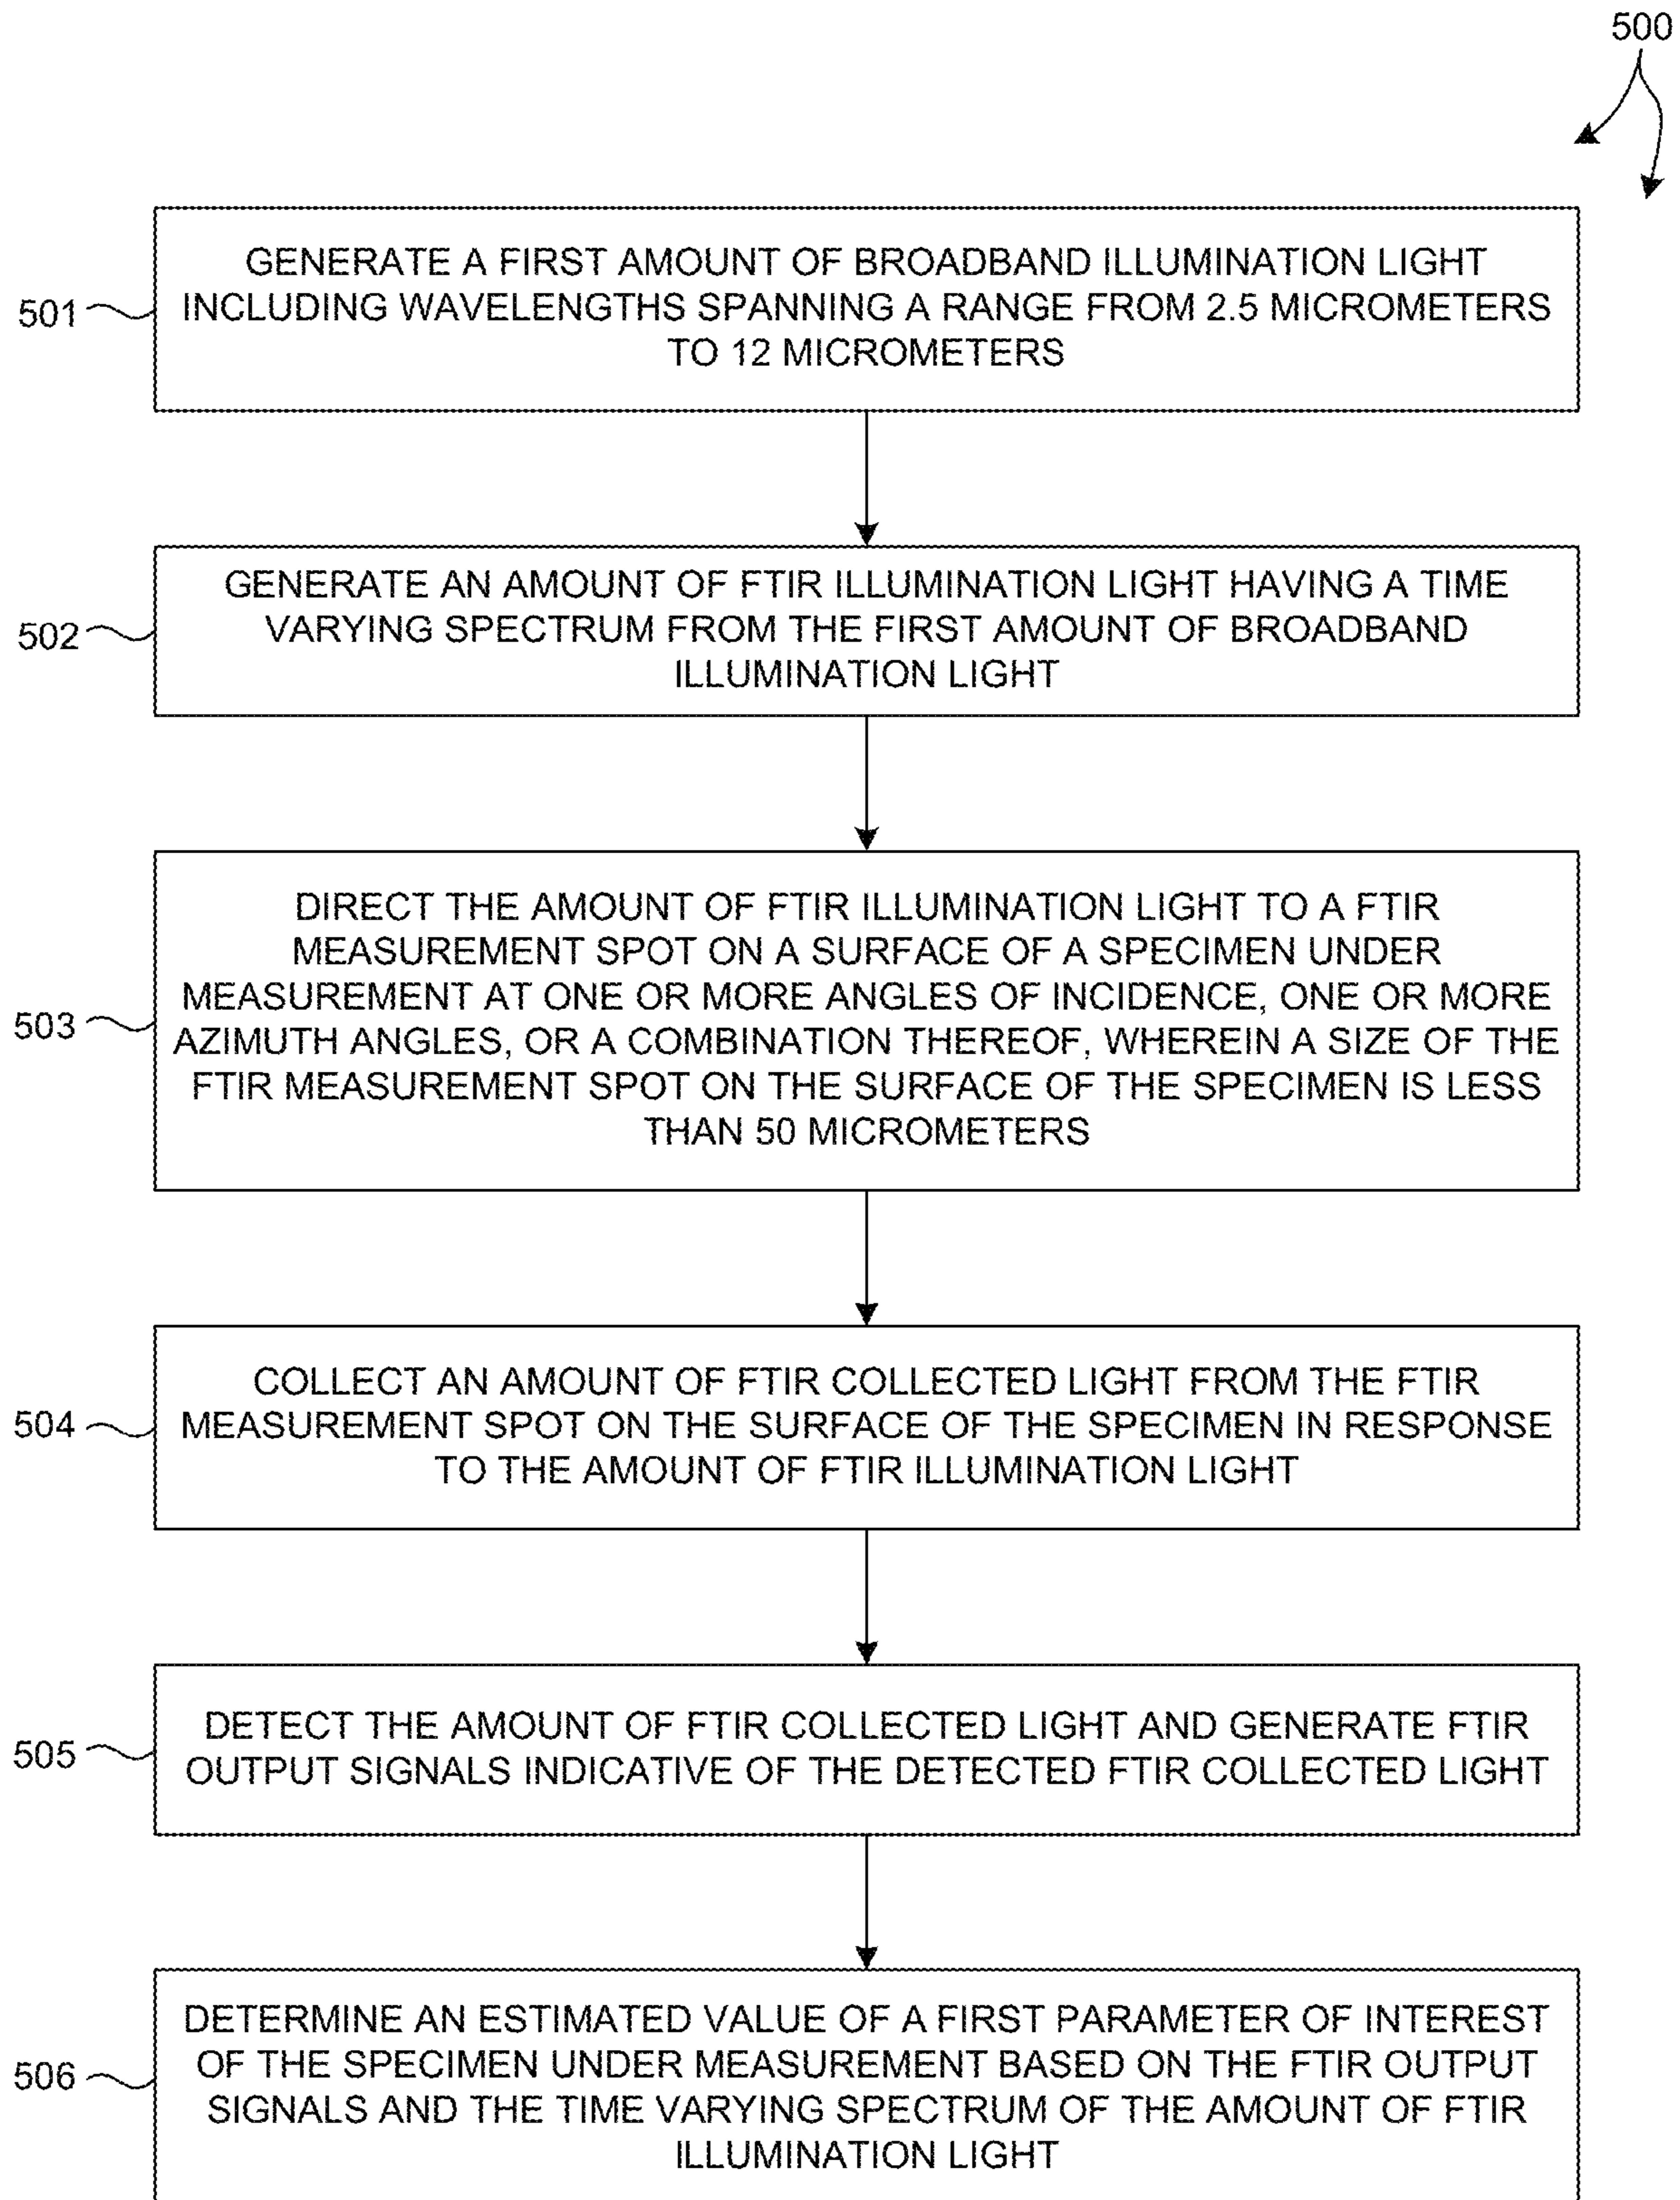 500
501
GENERATE A FIRST AMOUNT OF BROADBAND ILLUMINATION LIGHT
INCLUDING WAVELENGTHS SPANNING A RANGE FROM 2.5 MICROMETERS
TO 12 MICROMETERS
502
GENERATE AN AMOUNT OF FTIR ILLUMINATION LIGHT HAVING A TIME
VARYING SPECTRUM FROM THE FIRST AMOUNT OF BROADBAND
ILLUMINATION LIGHT
503
DIRECT THE AMOUNT OF FTIR ILLUMINATION LIGHT TO A FTIR
MEASUREMENT SPOT ON A SURFACE OF A SPECIMEN UNDER
MEASUREMENT AT ONE OR MORE ANGLES OF INCIDENCE, ONE OR MORE
AZIMUTH ANGLES, OR A COMBINATION THEREOF, WHEREIN A SIZE OF THE
FTIR MEASUREMENT SPOT ON THE SURFACE OF THE SPECIMEN IS LESS
THAN 50 MICROMETERS
504
COLLECT AN AMOUNT OF FTIR COLLECTED LIGHT FROM THE FTIR
MEASUREMENT SPOT ON THE SURFACE OF THE SPECIMEN IN RESPONSE
TO THE AMOUNT OF FTIR ILLUMINATION LIGHT
505
DETECT THE AMOUNT OF FTIR COLLECTED LIGHT AND GENERATE FTIR
OUTPUT SIGNALS INDICATIVE OF THE DETECTED FTIR COLLECTED LIGHT
506
DETERMINE AN ESTIMATED VALUE OF A FIRST PARAMETER OF INTEREST
OF THE SPECIMEN UNDER MEASUREMENT BASED ON THE FTIR OUTPUT
SIGNALS AND THE TIME VARYING SPECTRUM OF THE AMOUNT OF FTIR
ILLUMINATION LIGHT